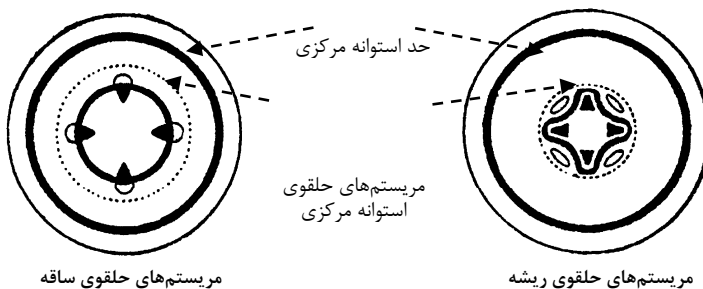 حد استوانه مرکزی
مریستم‌های حلقوی
استوانه مرکزی
مریستم‌های حلقوی ریشه
مریستم‌های حلقوی ساقه